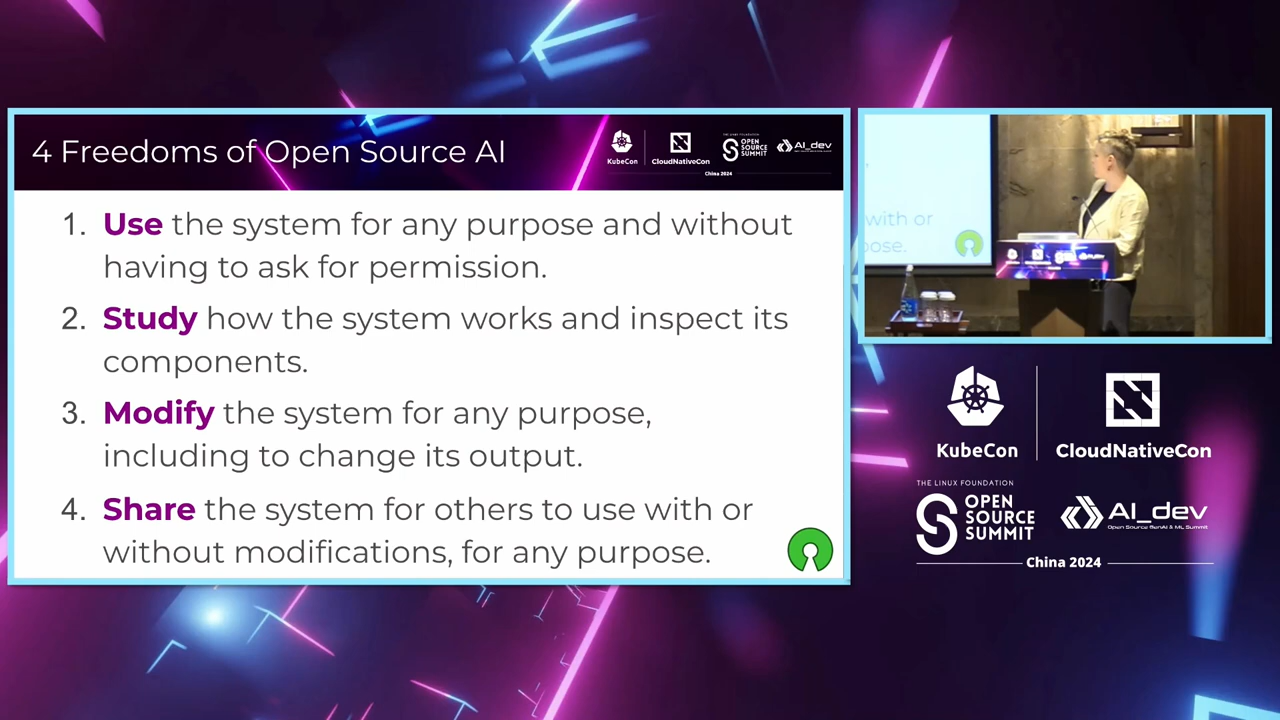 4 Freedoms of Open Source AI
KubeCon
CloudNativeCon
THE LINUX FOUNDATION
OPEN
SOURCE
SUMMIT
AI_dev
China 2024
1. Use the system for any purpose and without
having to ask for permission.
2. Study how the system works and inspect its
components.
3. Modify the system for any purpose,
including to change its output.
4. Share the system for others to use with or
without modifications, for any purpose.
with or
pose.
KubeCon
CloudNativeCon
THE LINUX FOUNDATION
OPEN
SOURCE
SUMMIT
AI_dev
Open Source GenAI & ML Summit
China 2024